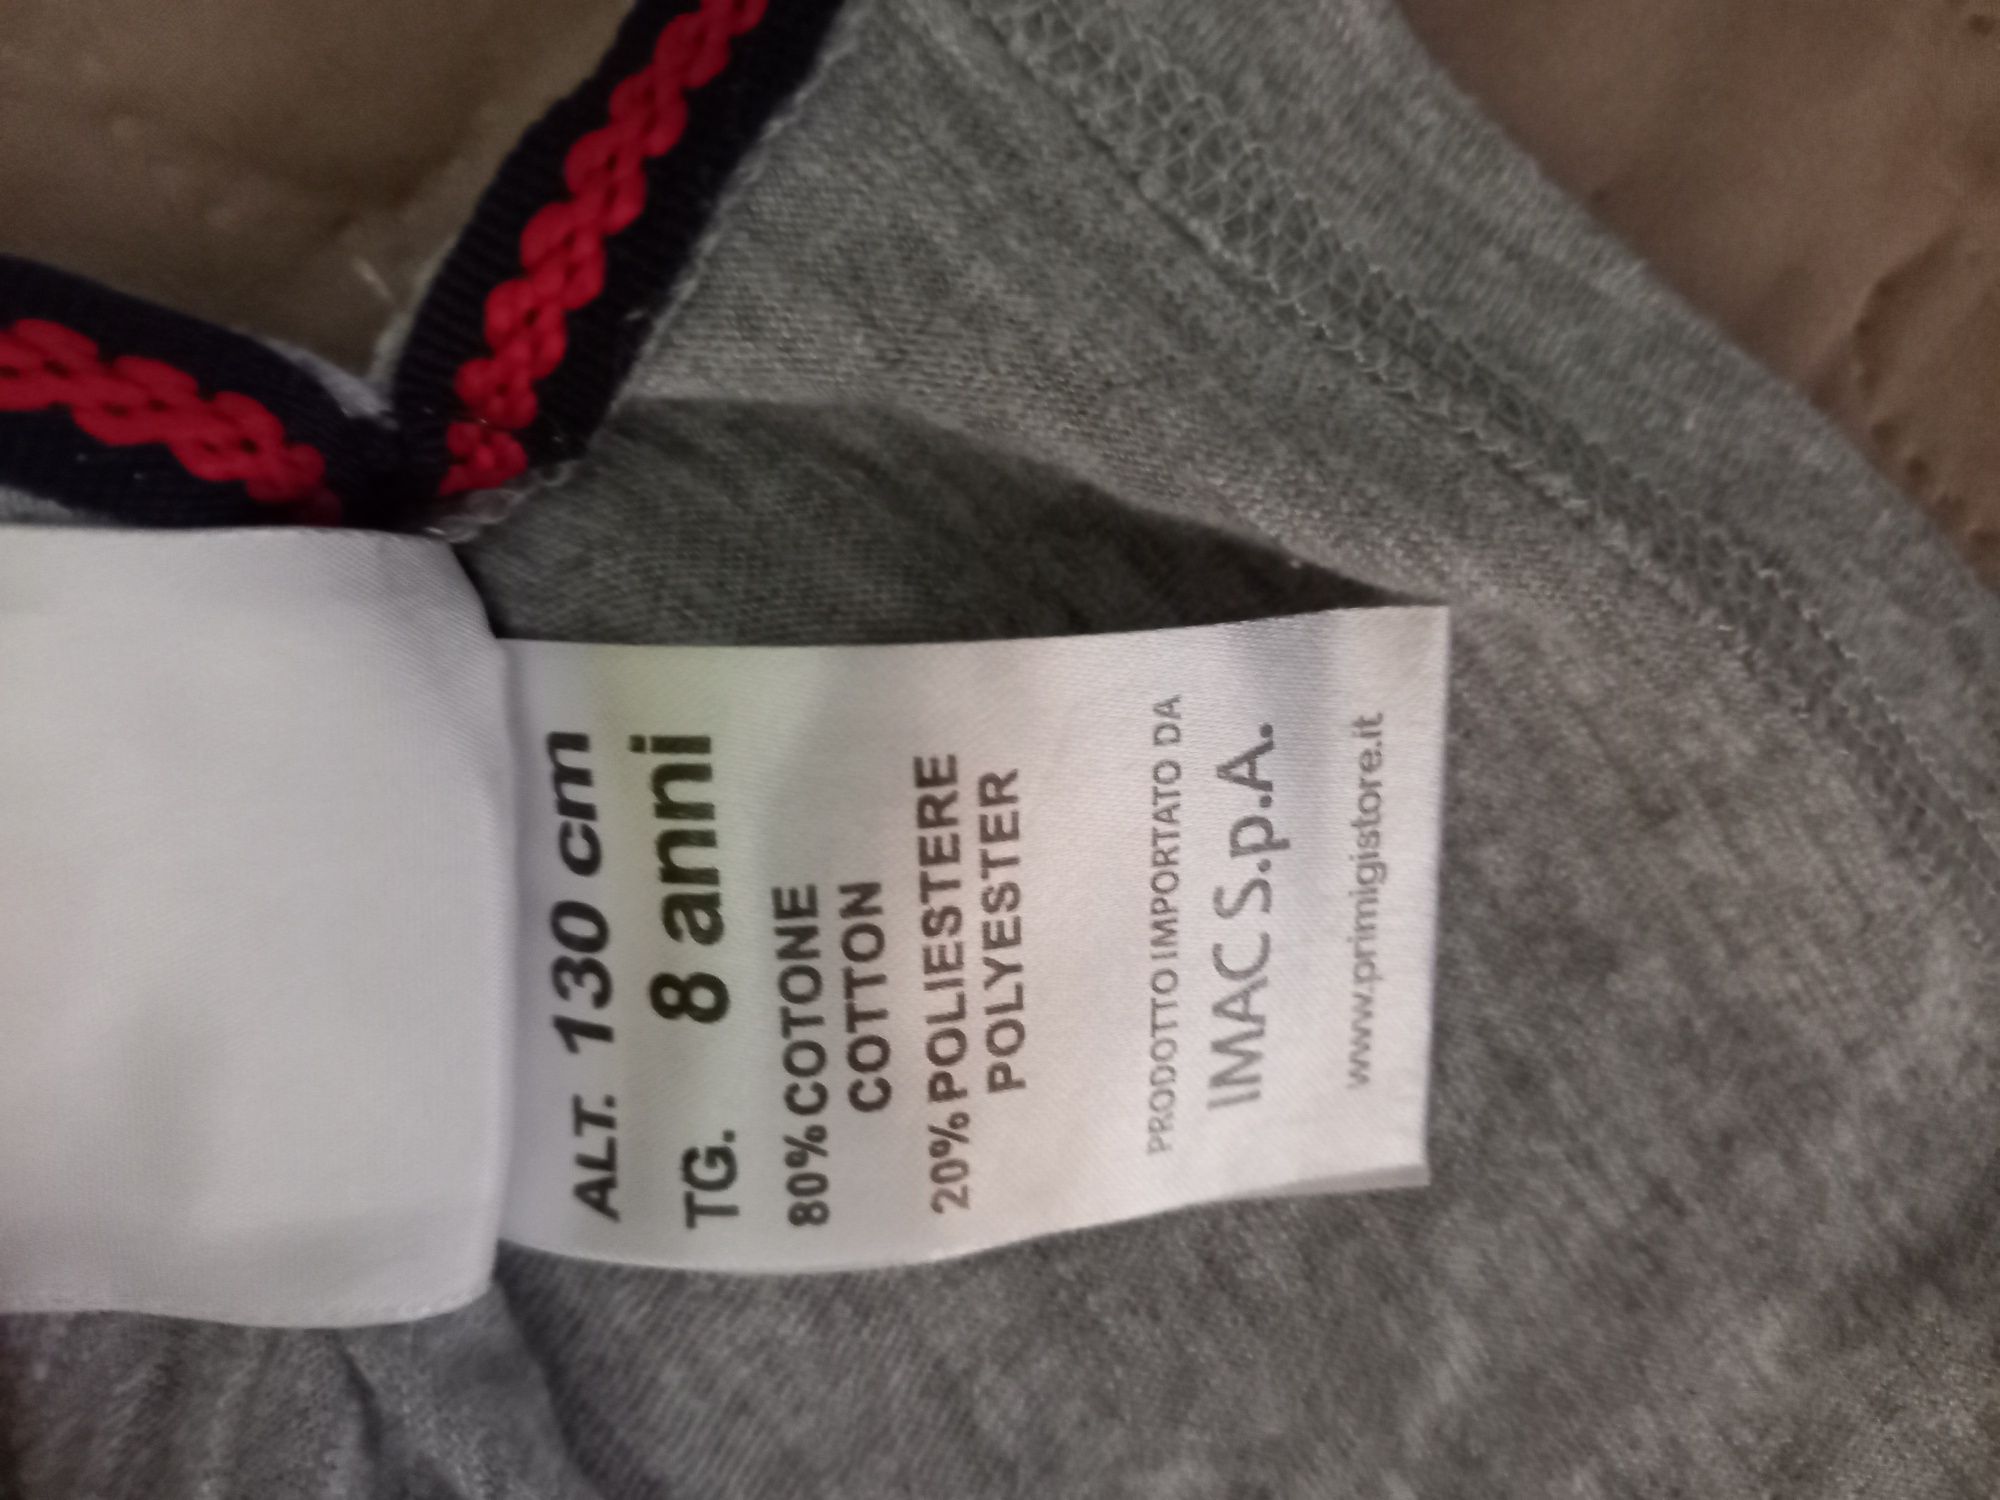 ALT. 130 cm
TG. 8 anni
80% COTONE
COTTON
20% POLIESTERE
POLYESTER
PRODOTTO IMPORTATO DA
IMAC S.p.A.
www.primigistore.it